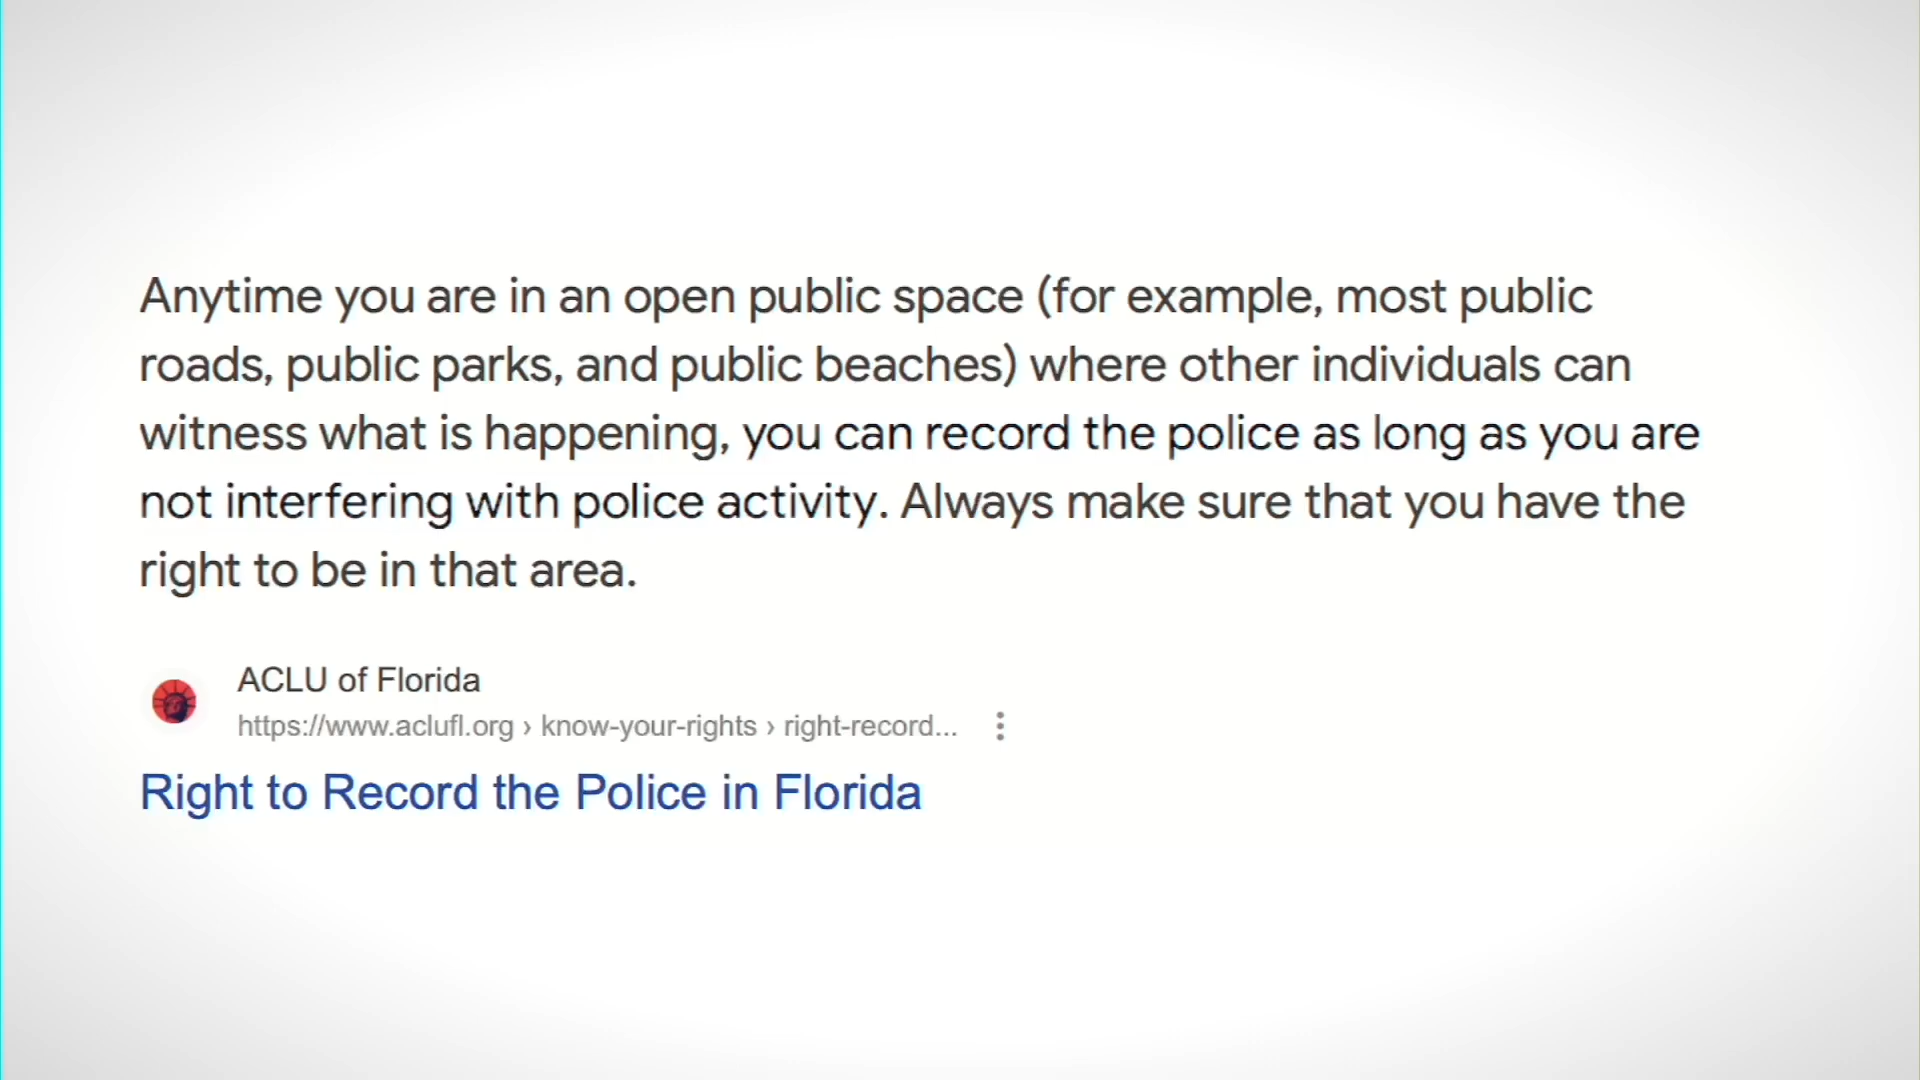 Anytime you are in an open public space (for example, most public
roads, public parks, and public beaches) where other individuals can
witness what is happening, you can record the police as long as you are
not interfering with police activity. Always make sure that you have the
right to be in that area.
ACLU of Florida
https://www.aclufl.org › know-your-rights › right-record...
Right to Record the Police in Florida